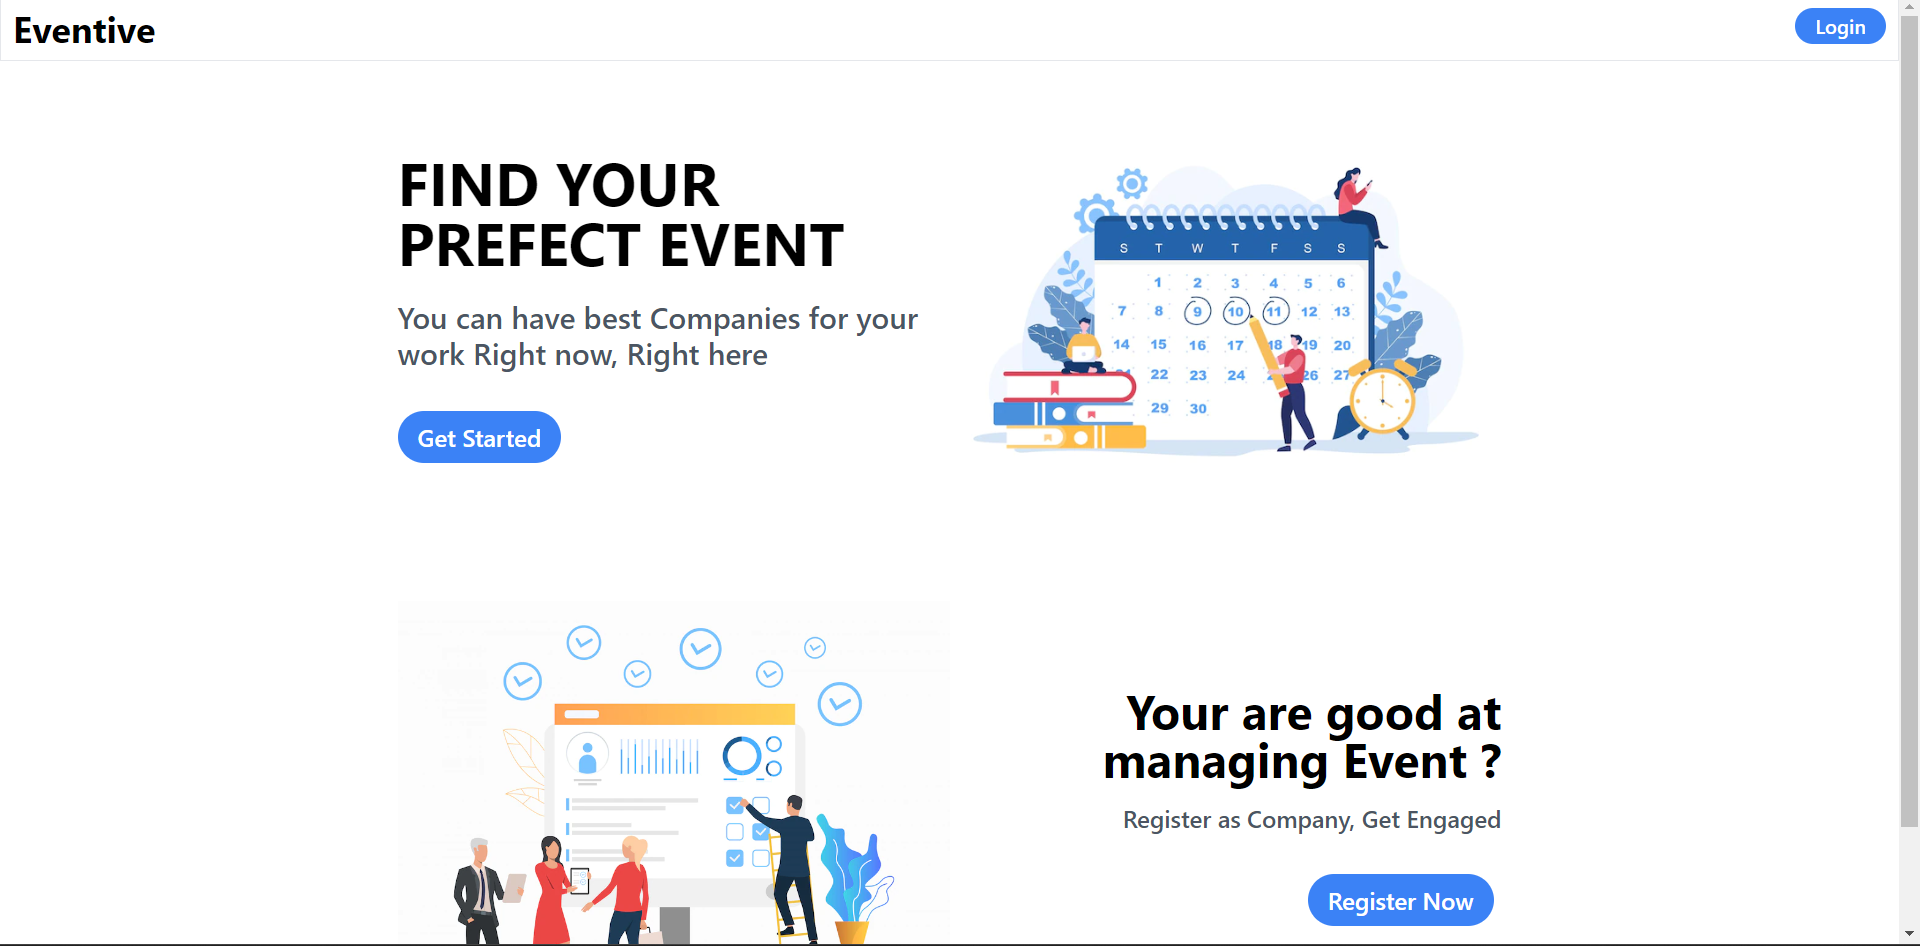 Eventive
Login
FIND YOUR
PREFECT EVENT
You can have best Companies for your
work Right now, Right here
Get Started
S T W T F S S
1 2 3 4 5 6
7 8 9 10 11 12 13
14 15 16 17 18 19 20
22 23 24 26 27
29 30
Your are good at
managing Event ?
Register as Company, Get Engaged
Register Now